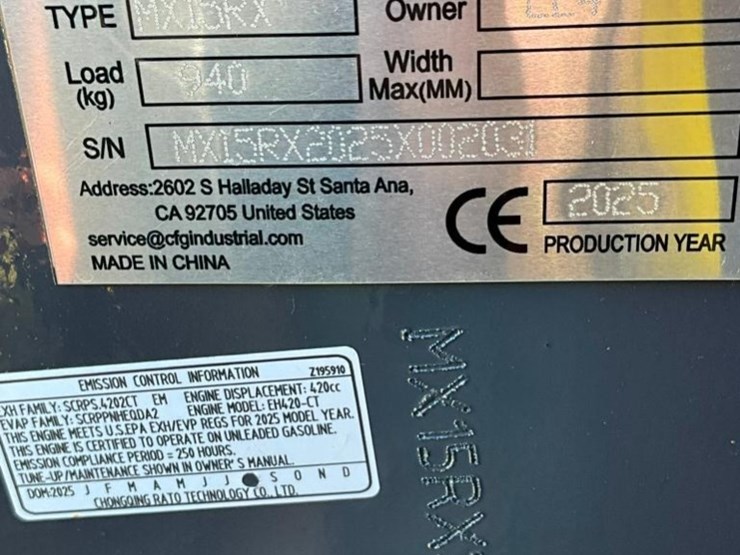 TYPE MX15RX Owner
Load (kg) 940 Width Max(MM)
S/N MX15RX2025X002031
Address:2602 S Halladay St Santa Ana,
CA 92705 United States
service@cfgindustrial.com
MADE IN CHINA
CE 2025
PRODUCTION YEAR
EMISSION CONTROL INFORMATION Z195910
EXH FAMILY: SCRPS.4202CT EM ENGINE DISPLACEMENT: 420cc
EVAP FAMILY: SCRPPNHEQDA2 ENGINE MODEL: EH420-CT
THIS ENGINE MEETS U.S.EPA EXH/EVP REGS FOR 2025 MODEL YEAR.
THIS ENGINE IS CERTIFIED TO OPERATE ON UNLEADED GASOLINE.
EMISSION COMPLIANCE PERIOD = 250 HOURS.
TUNE-UP/MAINTENANCE SHOWN IN OWNER'S MANUAL
DOM:2025 J F M A M J J S O N D
CHONGQING RATO TECHNOLOGY CO., LTD.
MX15RX